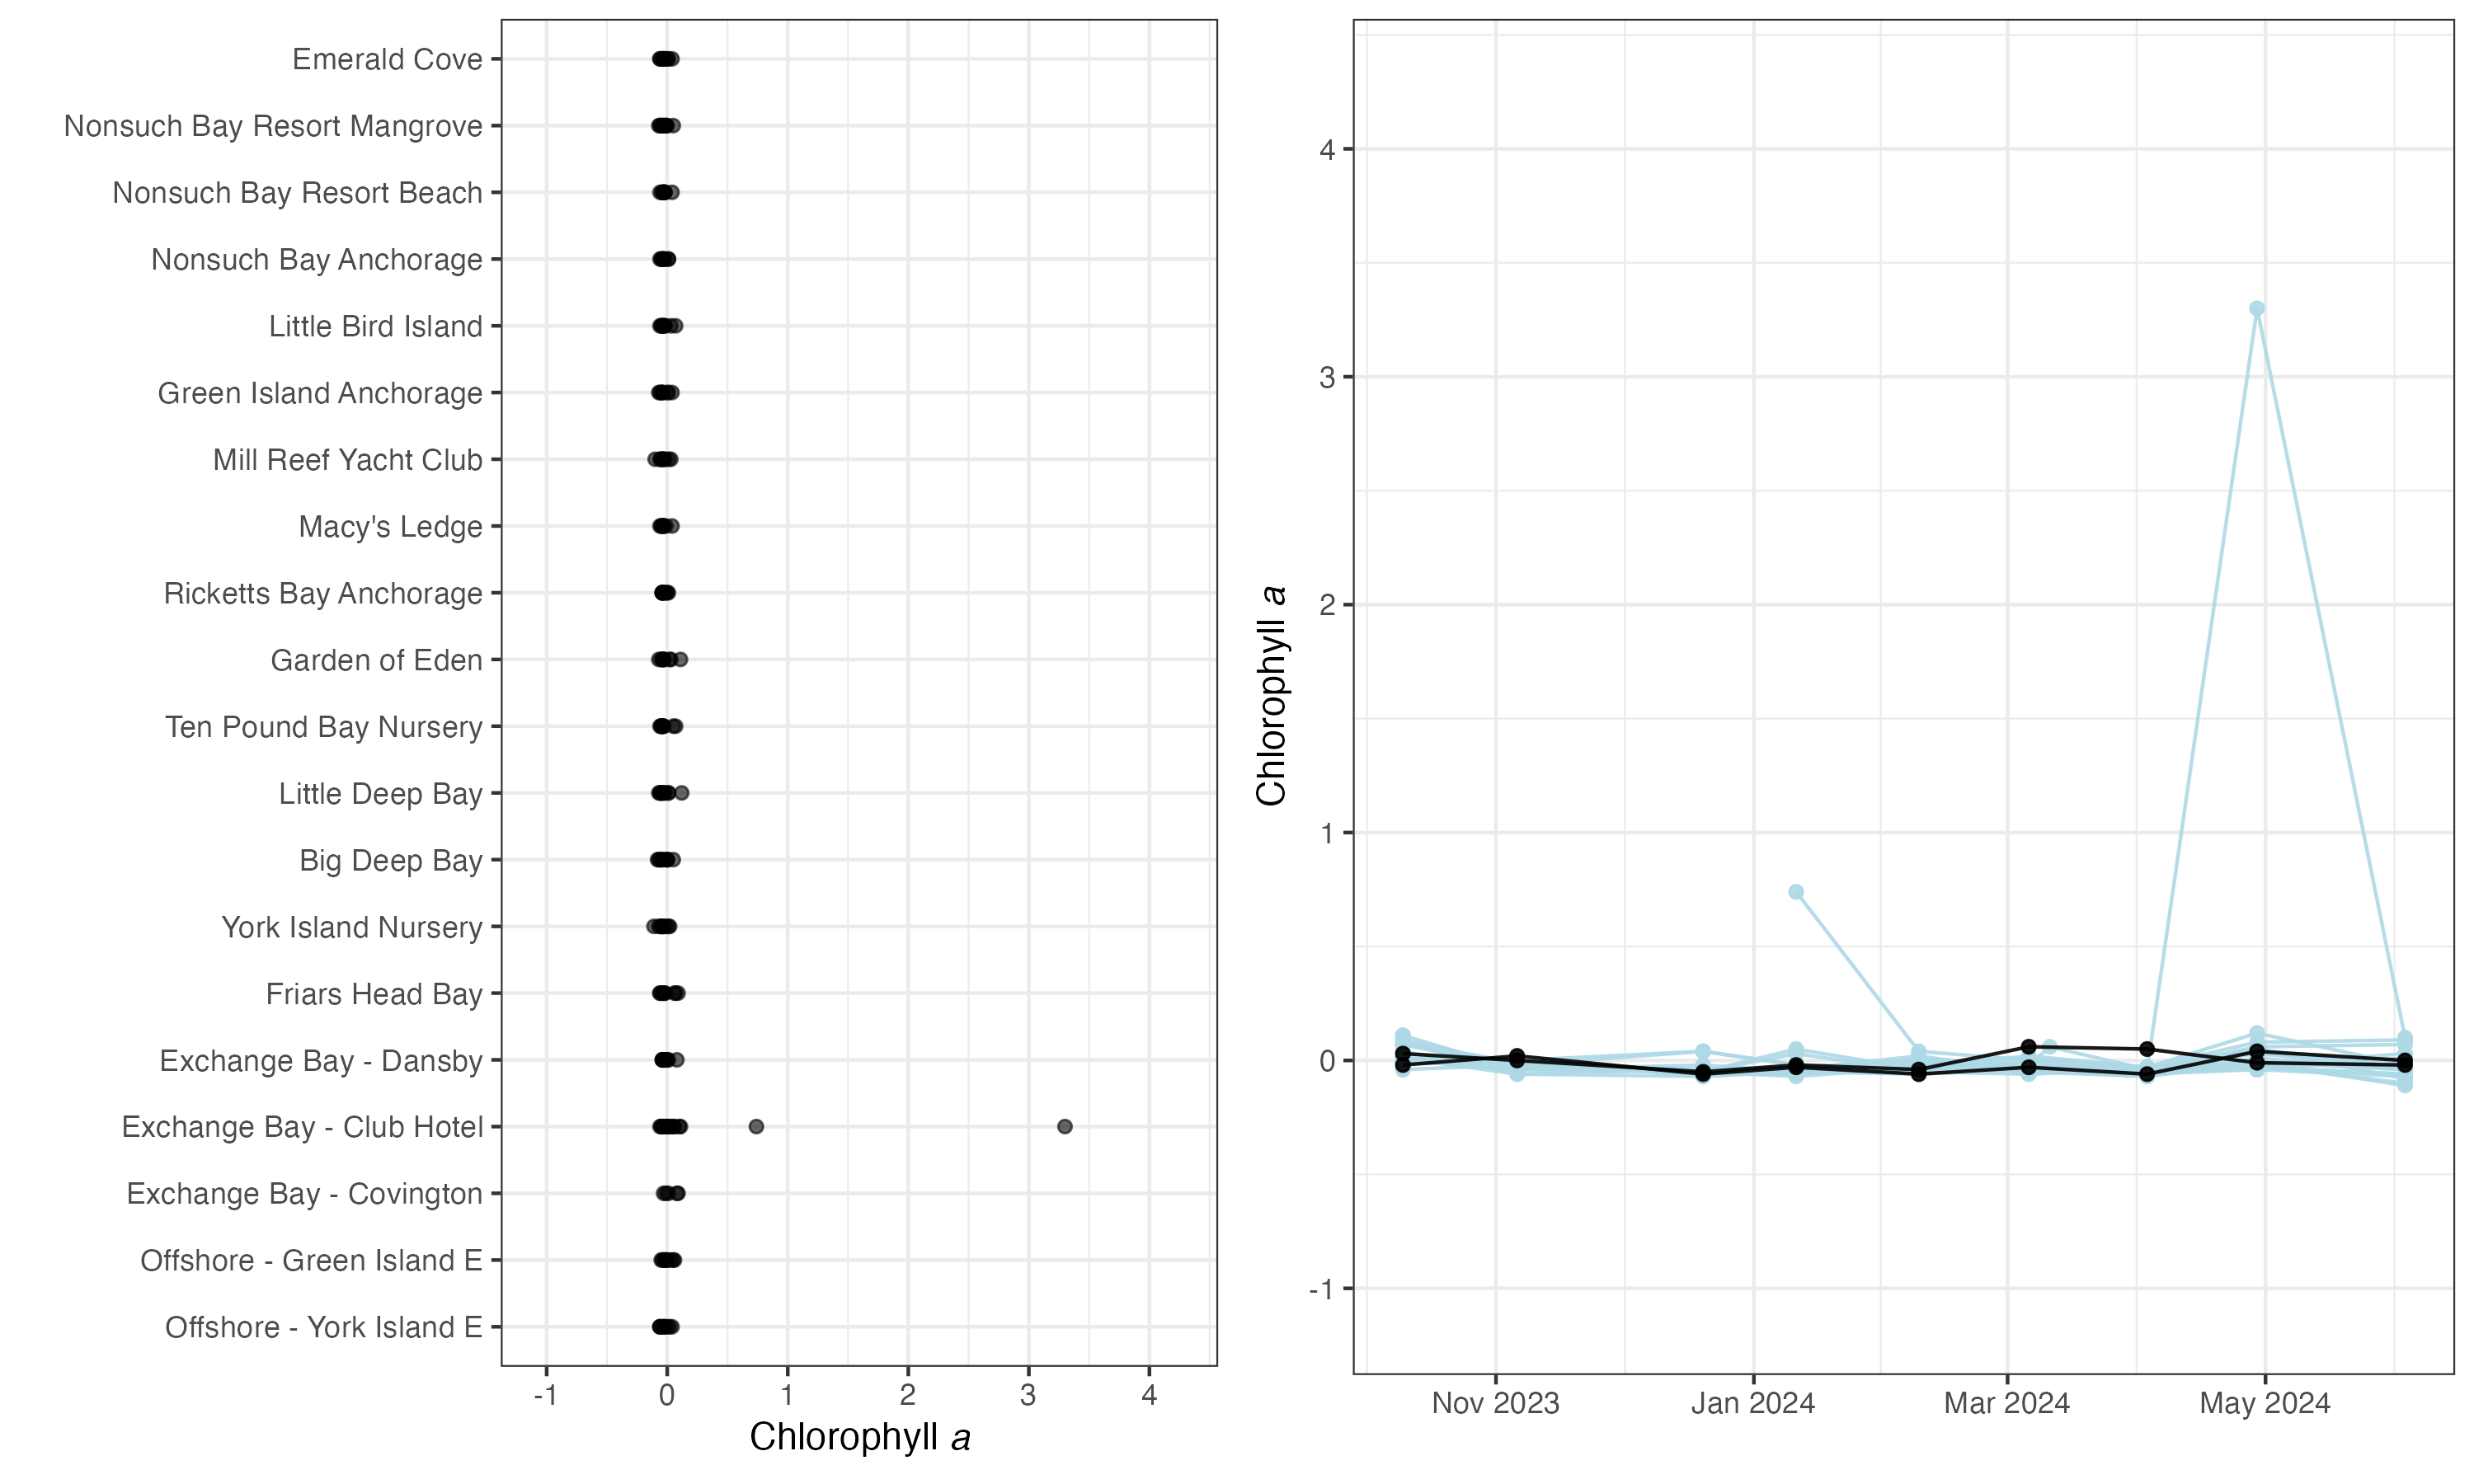 Emerald Cove
Nonsuch Bay Resort Mangrove
Nonsuch Bay Resort Beach
Nonsuch Bay Anchorage
Little Bird Island
Green Island Anchorage
Mill Reef Yacht Club
Macy's Ledge
Ricketts Bay Anchorage
Garden of Eden
Ten Pound Bay Nursery
Little Deep Bay
Big Deep Bay
York Island Nursery
Friars Head Bay
Exchange Bay - Dansby
Exchange Bay - Club Hotel
Exchange Bay - Covington
Offshore - Green Island E
Offshore - York Island E
-1 0 1 2 3 4
Chlorophyll a
Chlorophyll a
4
3
2
1
0
-1
Nov 2023 Jan 2024 Mar 2024 May 2024